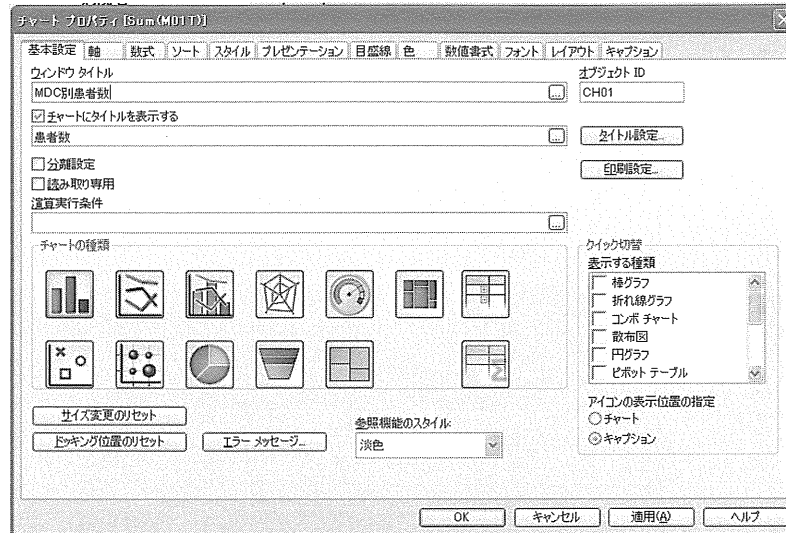 チャート プロパティ [Sum(M01T)]
基本設定 軸 数式 ソート スタイル プレゼンテーション 目盛線 色 数値書式 フォント レイアウト キャプション
ウィンドウ タイトル
オブジェクト ID
MDC別患者数
...
CH01
チャートにタイトルを表示する
患者数
...
タイトル設定...
分離設定
印刷設定...
読み取り専用
演算実行条件
...
チャートの種類
クイック切替
表示する種類
棒グラフ
折れ線グラフ
コンボ チャート
散布図
円グラフ
ピボット テーブル
アイコンの表示位置の指定
チャート
キャプション
サイズ変更のリセット
参照機能のスタイル:
ドッキング位置のリセット
エラー メッセージ...
淡色
OK キャンセル 適用(A) ヘルプ